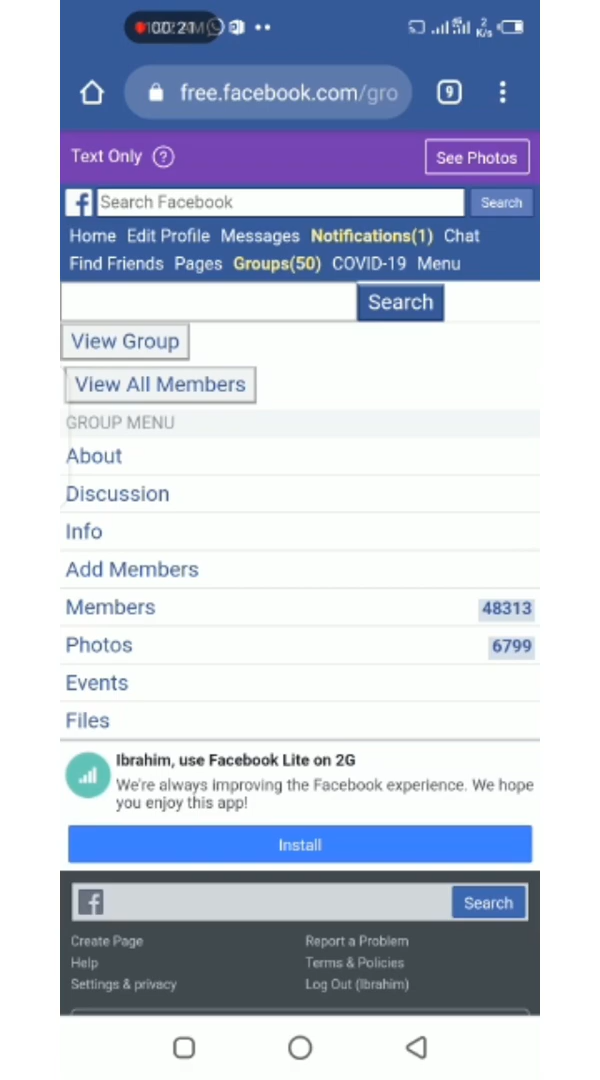 00:21
2
K/s
free.facebook.com/gro
9
Text Only ?
See Photos
Search Facebook
Search
Home Edit Profile Messages Notifications(1) Chat
Find Friends Pages Groups(50) COVID-19 Menu
Search
View Group
View All Members
GROUP MENU
About
Discussion
Info
Add Members
Members 48313
Photos 6799
Events
Files
Ibrahim, use Facebook Lite on 2G
We're always improving the Facebook experience. We hope
you enjoy this app!
Install
Search
Create Page Report a Problem
Help Terms & Policies
Settings & privacy Log Out (Ibrahim)